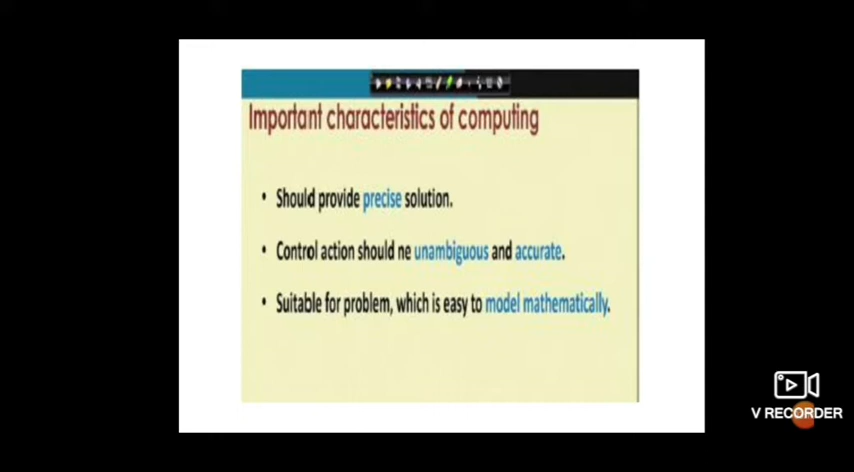 Important characteristics of computing
• Should provide precise solution.
• Control action should ne unambiguous and accurate.
• Suitable for problem, which is easy to model mathematically.
V RECORDER